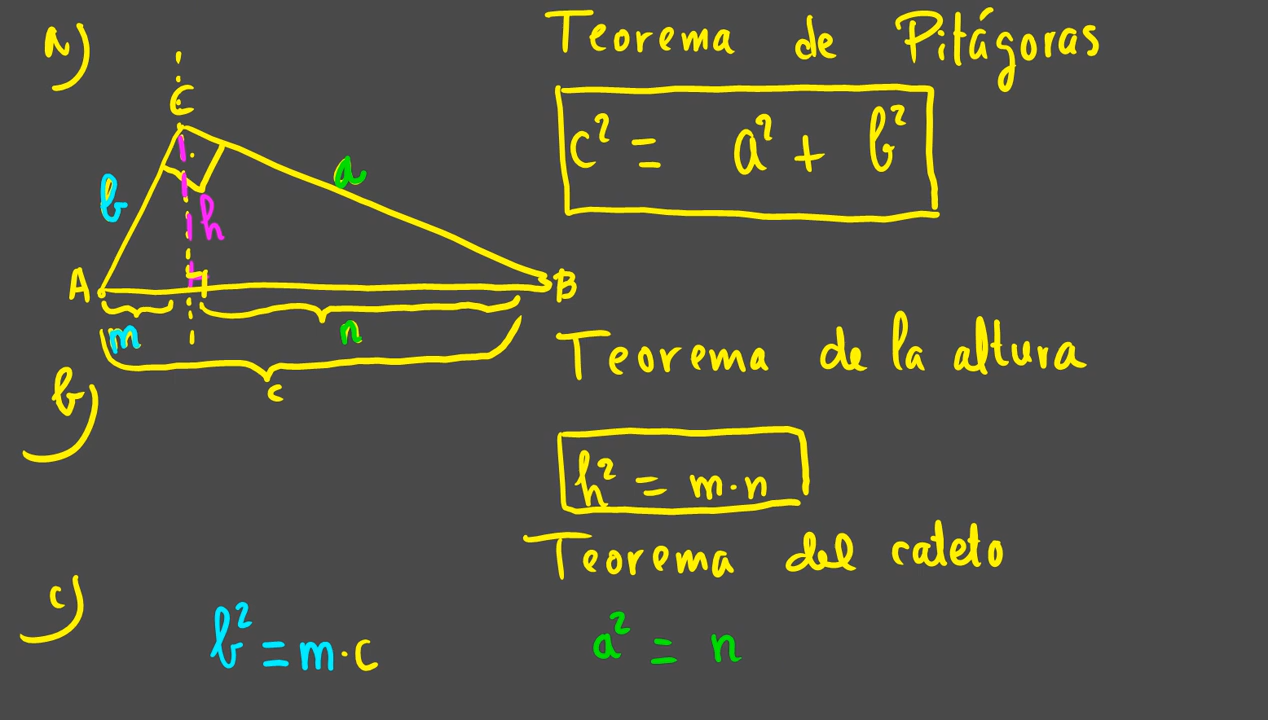 a)
Teorema de Pitágoras
C
c² = a² + b²
b
a
h
A
B
m
n
c
Teorema de la altura
b)
h² = m·n
Teorema del cateto
c)
b² = m·c
a² = n